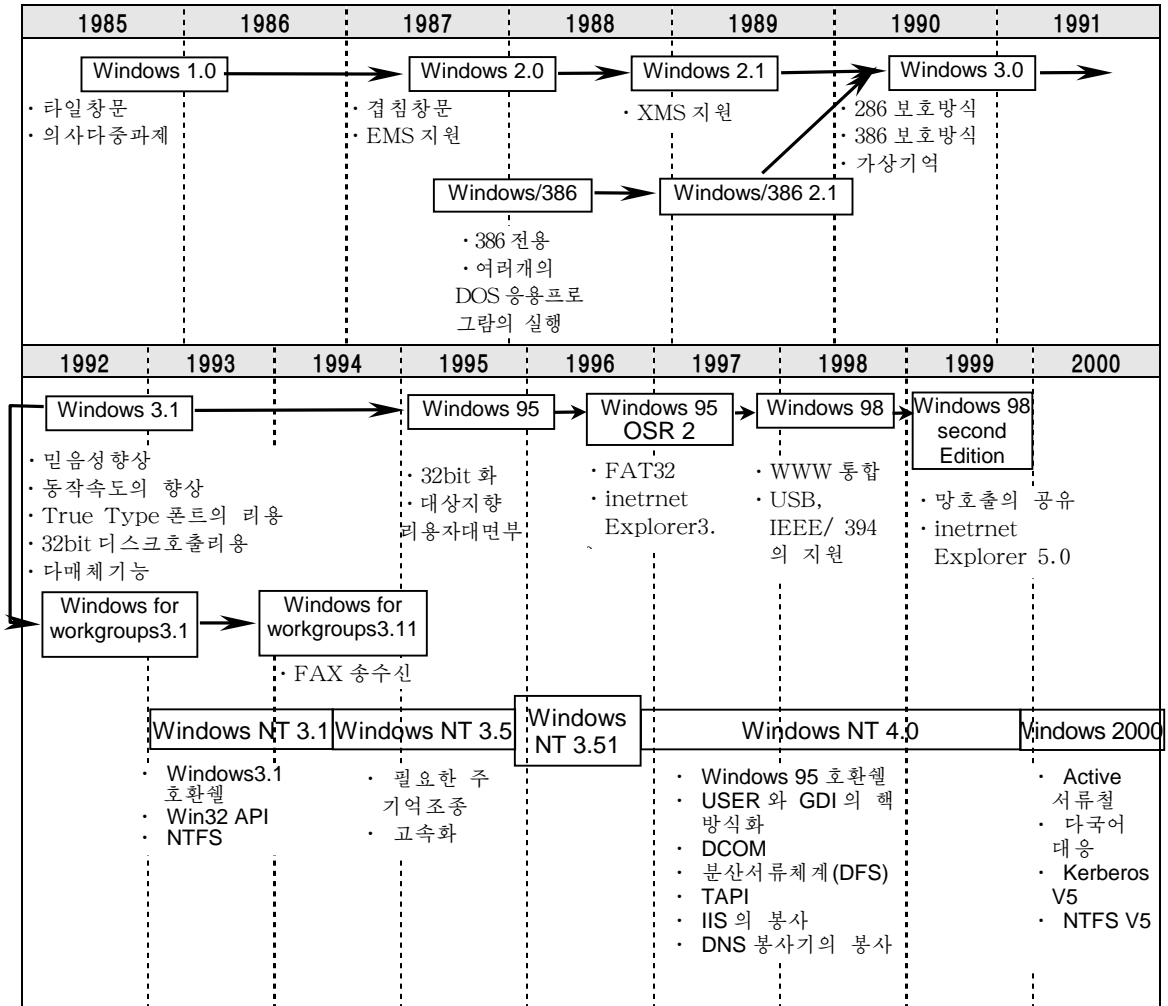 1985 1986 1987 1988 1989 1990 1991
Windows 1.0 Windows 2.0 Windows 2.1 Windows 3.0
· 타일창문
· 의사다중과제
· 겹침창문
· EMS 지원
· XMS 지원
· 286 보호방식
· 386 보호방식
· 가상기억
Windows/386 Windows/386 2.1
· 386 전용
· 여러개의
DOS 응용프로
그람의 실행
1992 1993 1994 1995 1996 1997 1998 1999 2000
Windows 3.1
Windows 95
Windows 95
OSR 2
Windows 98
Windows 98
second
Edition
· 믿음성향상
· 동작속도의 향상
· True Type 폰트의 리용
· 32bit 디스크호출리용
· 다매체기능
· 32bit 화
· 대상지향
리용자대면부
· FAT32
· inetrnet
Explorer3.
· WWW 통합
· USB,
IEEE/ 394
의 지원
· 망호출의 공유
· inetrnet
Explorer 5.0
Windows for
workgroups3.1
Windows for
workgroups3.11
· FAX 송수신
Windows NT 3.1
Windows NT 3.5
Windows
NT 3.51
Windows NT 4.0
Windows 2000
· Windows3.1
호환쉘
· Win32 API
· NTFS
· 필요한 주
기억조종
· 고속화
· Windows 95 호환쉘
· USER 와 GDI 의 핵
방식화
· DCOM
· 분산서류체계(DFS)
· TAPI
· IIS 의 봉사
· DNS 봉사기의 봉사
· Active
서류철
· 다국어
대응
· Kerberos
V5
· NTFS V5